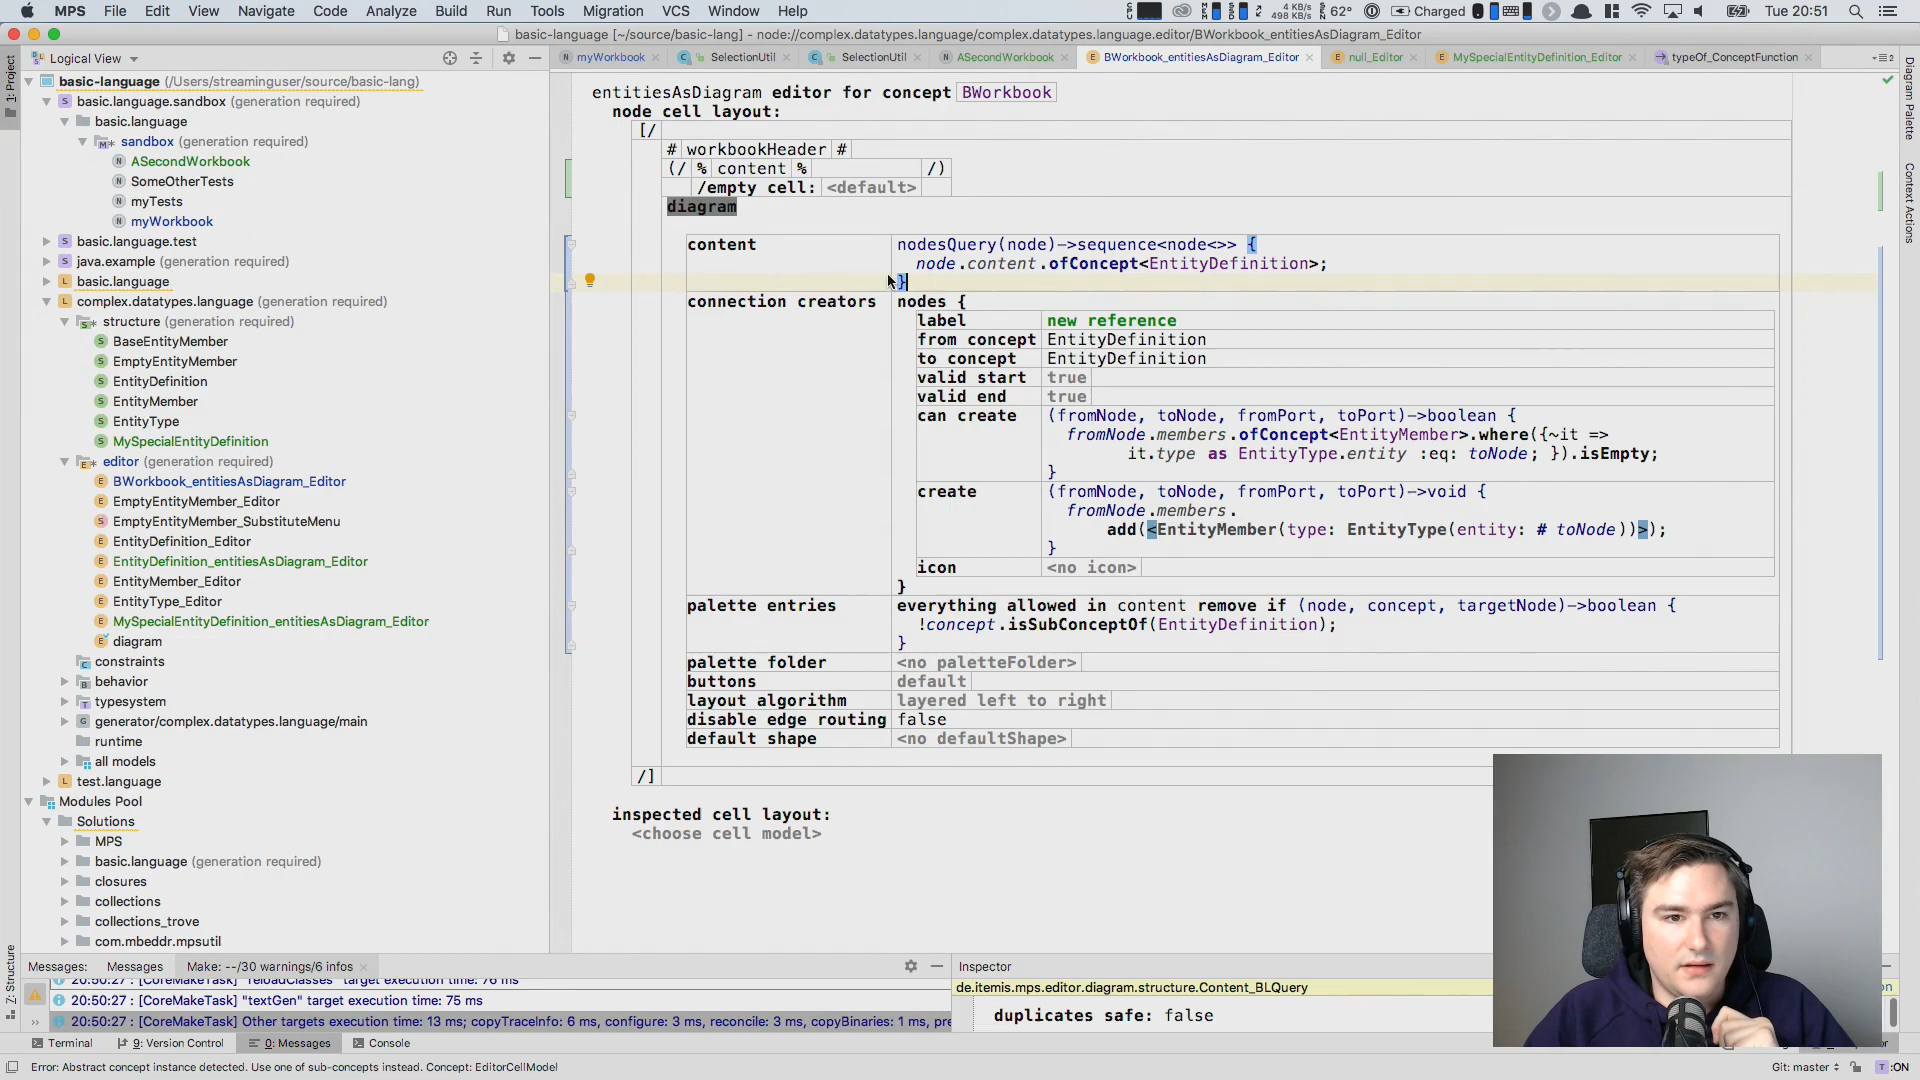 MPS File Edit View Navigate Code Analyze Build Run Tools Migration VCS Window Help
4 KB/s
498 KB/s
62° Charged Tue 20:51
basic-language [~/source/basic-lang] - node://complex.datatypes.language/complex.datatypes.language.editor/BWorkbook_entitiesAsDiagram_Editor
Logical View
myWorkbook SelectionUtil SelectionUtil ASecondWorkbook BWorkbook_entitiesAsDiagram_Editor null_Editor MySpecialEntityDefinition_Editor typeOf_ConceptFunction
1: Project
Z: Structure
Diagram Palette
Context Actions
basic-language (/Users/streaminguser/source/basic-lang)
basic.language.sandbox (generation required)
basic.language
sandbox (generation required)
ASecondWorkbook
SomeOtherTests
myTests
myWorkbook
basic.language.test
java.example (generation required)
basic.language
complex.datatypes.language (generation required)
structure (generation required)
BaseEntityMember
EmptyEntityMember
EntityDefinition
EntityMember
EntityType
MySpecialEntityDefinition
editor (generation required)
BWorkbook_entitiesAsDiagram_Editor
EmptyEntityMember_Editor
EmptyEntityMember_SubstituteMenu
EntityDefinition_Editor
EntityDefinition_entitiesAsDiagram_Editor
EntityMember_Editor
EntityType_Editor
MySpecialEntityDefinition_entitiesAsDiagram_Editor
diagram
constraints
behavior
typesystem
generator/complex.datatypes.language/main
runtime
all models
test.language
Modules Pool
Solutions
MPS
basic.language (generation required)
closures
collections
collections_trove
com.mbeddr.mpsutil
entitiesAsDiagram editor for concept BWorkbook
node cell layout:
[/
# workbookHeader #
(/ % content % /)
/empty cell: <default>
diagram
content nodesQuery(node)->sequence<node<>> {
node.content.ofConcept<EntityDefinition>;
}
connection creators nodes {
label new reference
from concept EntityDefinition
to concept EntityDefinition
valid start true
valid end true
can create (fromNode, toNode, fromPort, toPort)->boolean {
fromNode.members.ofConcept<EntityMember>.where({~it =>
it.type as EntityType.entity :eq: toNode; }).isEmpty;
}
create (fromNode, toNode, fromPort, toPort)->void {
fromNode.members.
add(<EntityMember(type: EntityType(entity: # toNode))>);
}
icon <no icon>
}
palette entries everything allowed in content remove if (node, concept, targetNode)->boolean {
!concept.isSubConceptOf(EntityDefinition);
}
palette folder <no paletteFolder>
buttons default
layout algorithm layered left to right
disable edge routing false
default shape <no defaultShape>
/]
inspected cell layout:
<choose cell model>
Messages: Messages Make: --/30 warnings/6 infos
20:50:27 : [CoreMakeTask] "reloadClasses" target execution time: 76 ms
20:50:27 : [CoreMakeTask] "textGen" target execution time: 75 ms
20:50:27 : [CoreMakeTask] Other targets execution time: 13 ms; copyTraceInfo: 6 ms, configure: 3 ms, reconcile: 3 ms, copyBinaries: 1 ms, pre
Inspector
de.itemis.mps.editor.diagram.structure.Content_BLQuery
duplicates safe: false
Terminal 9: Version Control 0: Messages Console
Error: Abstract concept instance detected. Use one of sub-concepts instead. Concept: EditorCellModel
Git: master T :ON